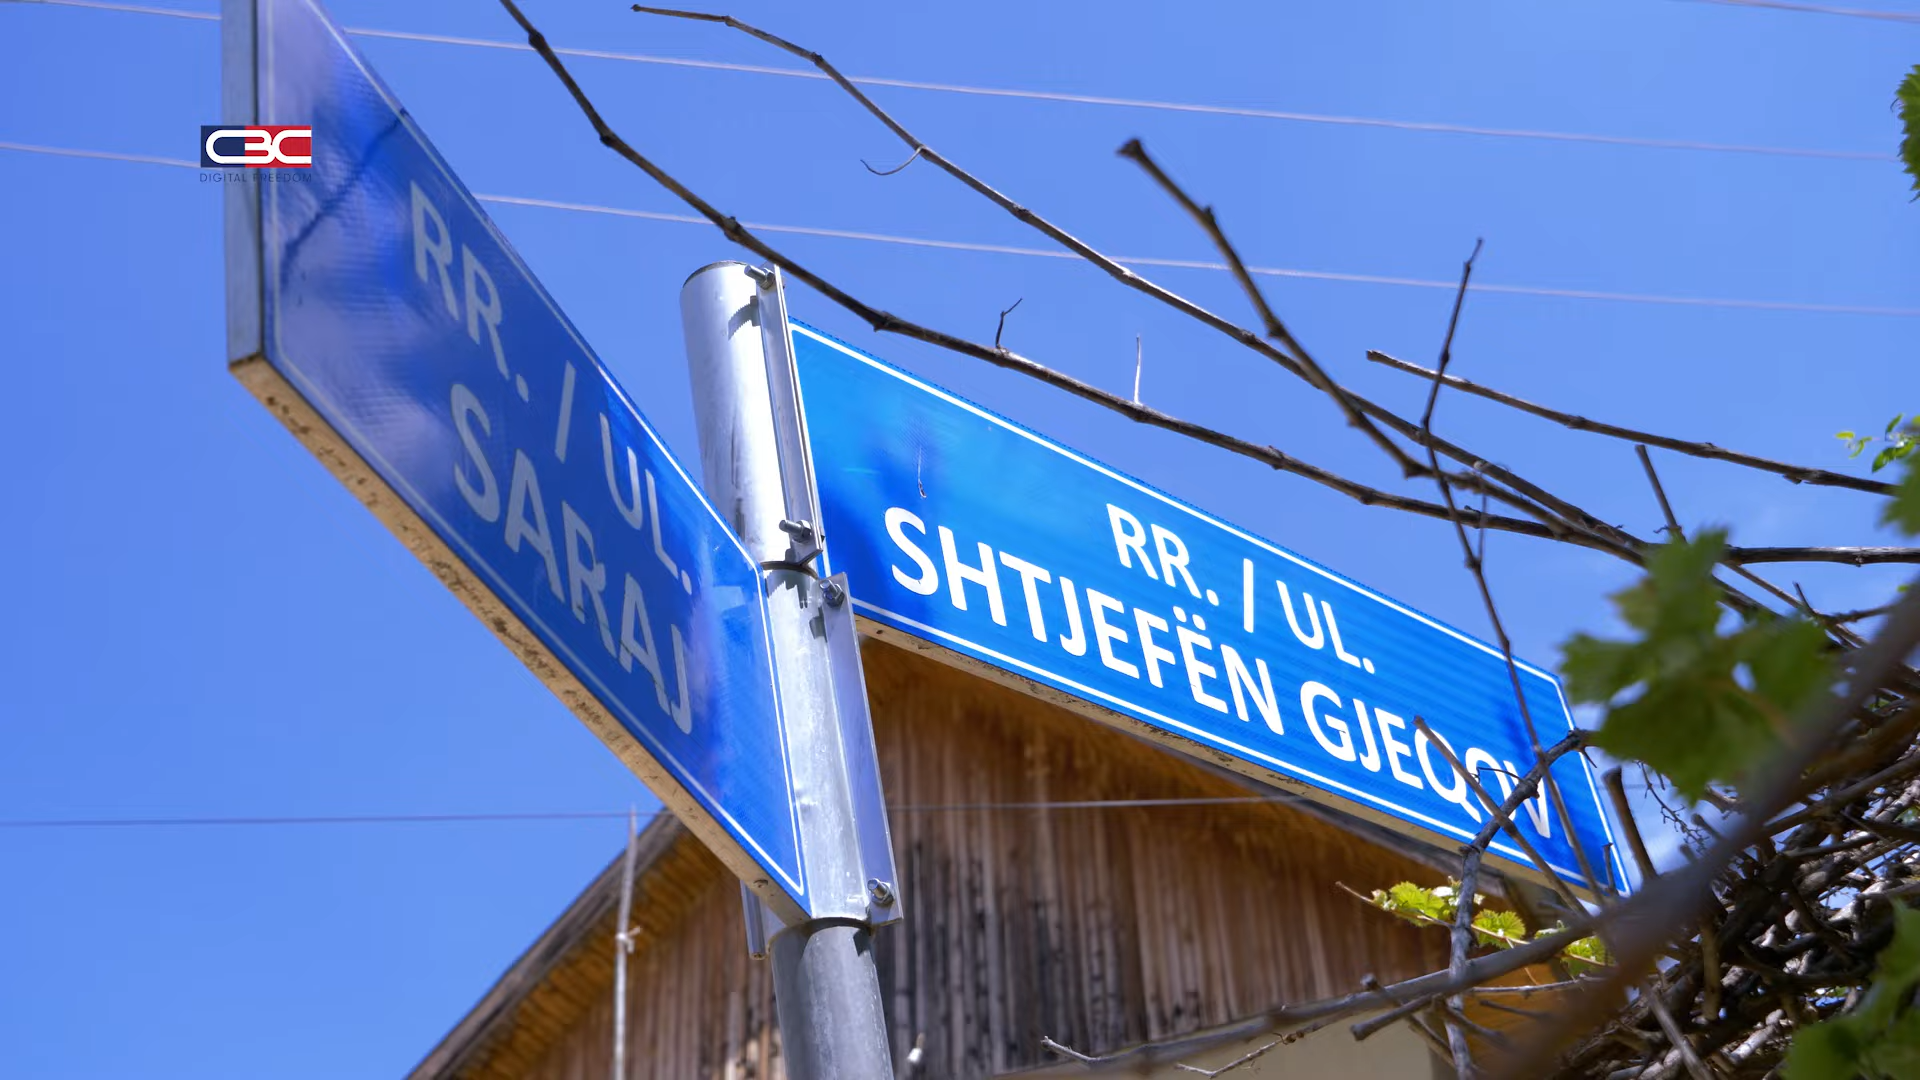 CBC
DIGITAL FREEDOM
RR. / UL.
SARAJ
RR. / UL.
SHTJEFËN GJEÇOV